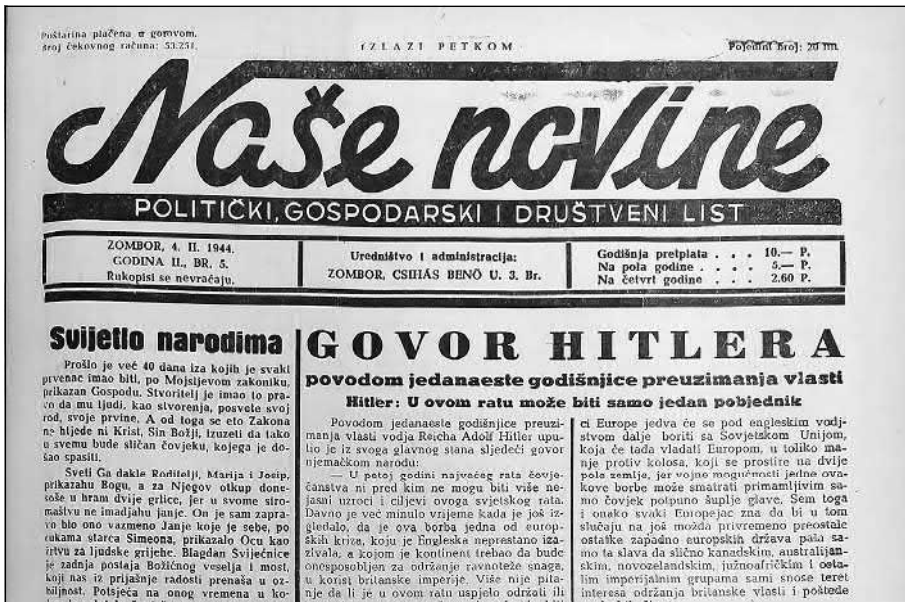 Poštarina plaćena u gotovom.
Broj čekovnog računa: 53.251.
IZLAZI PETKOM
Pojedini broj: 20 fil.
Naše novine
POLITIČKI, GOSPODARSKI I DRUŠTVENI LIST
ZOMBOR, 4. II. 1944.
GODINA II., BR. 5.
Rukopisi se nevraćaju.
Uredništvo i administracija:
ZOMBOR, CSIHÁS BENŐ U. 3. Br.
Godišnja pretplata . . . 10.— P.
Na pola godine . . . . 5.— P.
Na četvrt godine . . . 2.60 P.
Svijetlo narodima
Prošlo je već 40 dana iza kojih je svaki
prvenac imao biti, po Mojsijevom zakoniku,
prikazan Gospodu. Stvoritelj je imao to pra-
vo da mu ljudi, kao stvorenja, posvete svoj
rod, svoje prvine. A od toga se eto Zakona
ne htjede ni Krist, Sin Božji, izuzeti da tako
u svemu bude sličan čovjeku, kojega je do-
šao spasiti.
Sveti Ga dakle Roditelji, Marija i Josip,
prikazahu Bogu, a za Njegov otkup done-
soše u hram dvije grlice, jer u svome siro-
maštvu ne imadjahu janje. On je sam zapra-
vo bio ono vazmeno Janje koje je sebe, po
rukama starca Simeona, prikazalo Ocu kao
žrtvu za ljudske grijehe. Blagdan Svijećnice
je zadnja postaja Božićnog veselja i most,
koji nas iz prijašnje radosti prenaša u oz-
biljnost. Potsjeća na onog vremena u ko-
GOVOR HITLERA
povodom jedanaeste godišnjice preuzimanja vlasti
Hitler: U ovom ratu može biti samo jedan pobjednik
Povodom jedanaeste godišnjice preuzi-
manja vlasti vodja Reicha Adolf Hitler upu-
tio je iz svoga glavnog stana sljedeći govor
njemačkom narodu:
— U petoj godini najvećeg rata čovje-
čanstva ni pred kim ne mogu biti više ne-
jasni uzroci i ciljevi ovoga svjetskog rata.
Davno je već minulo vrijeme kada je još iz-
gledalo, da je ova borba jedna od europ-
skih kriza, koju je Engleska neprestano iza-
zivala, a kojom je kontinent trebao da bude
onesposobljen za održanje ravnoteže snaga,
u korist britanske imperije. Više nije pita-
nje da li je u ovom ratu uspjelo održati ili
ci Europe jedva će se pod engleskim vodj-
stvom dalje boriti sa Sovjetskom Unijom,
koja će tada vladati Europom, u toliko ma-
nje protiv kolosa, koji se prostire na dvije
pola zemlje, jer vojne mogućnosti jedne ova-
kove borbe može smatrati primamljivim sa-
mo čovjek potpuno šuplje glave. Sem toga
i onako svaki Europejac zna da bi u tom
slučaju na još možda privremeno preostale
ostatke zapadno europskih država pala sa-
mo ta slava da slično kanadskim, australijan-
skim, novozelandskim, južnoafričkim i osta-
lim imperijalnim grupama sami snose teret
interesa održanja britanske vlasti i poštede